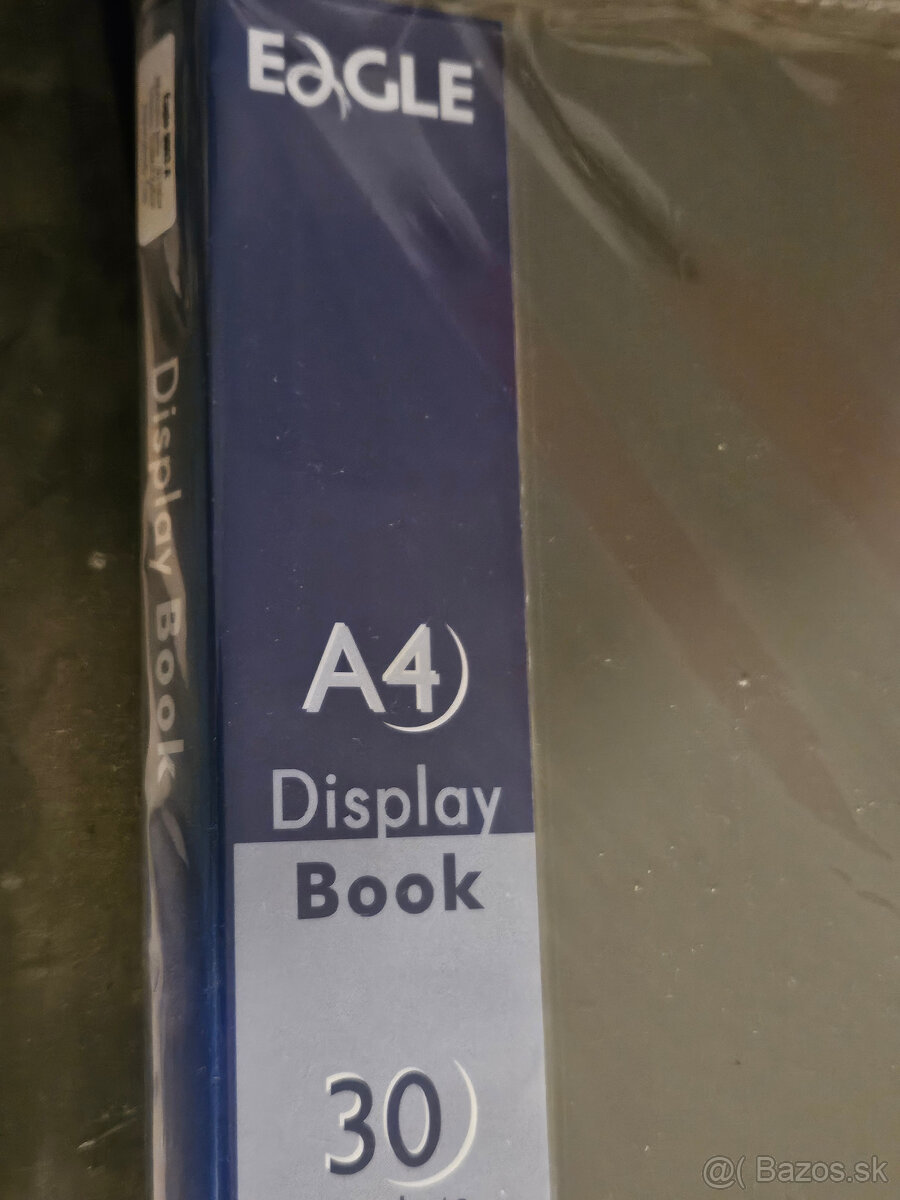 EAGLE
Display Book
A4
Display
Book
30
@( Bazos.sk